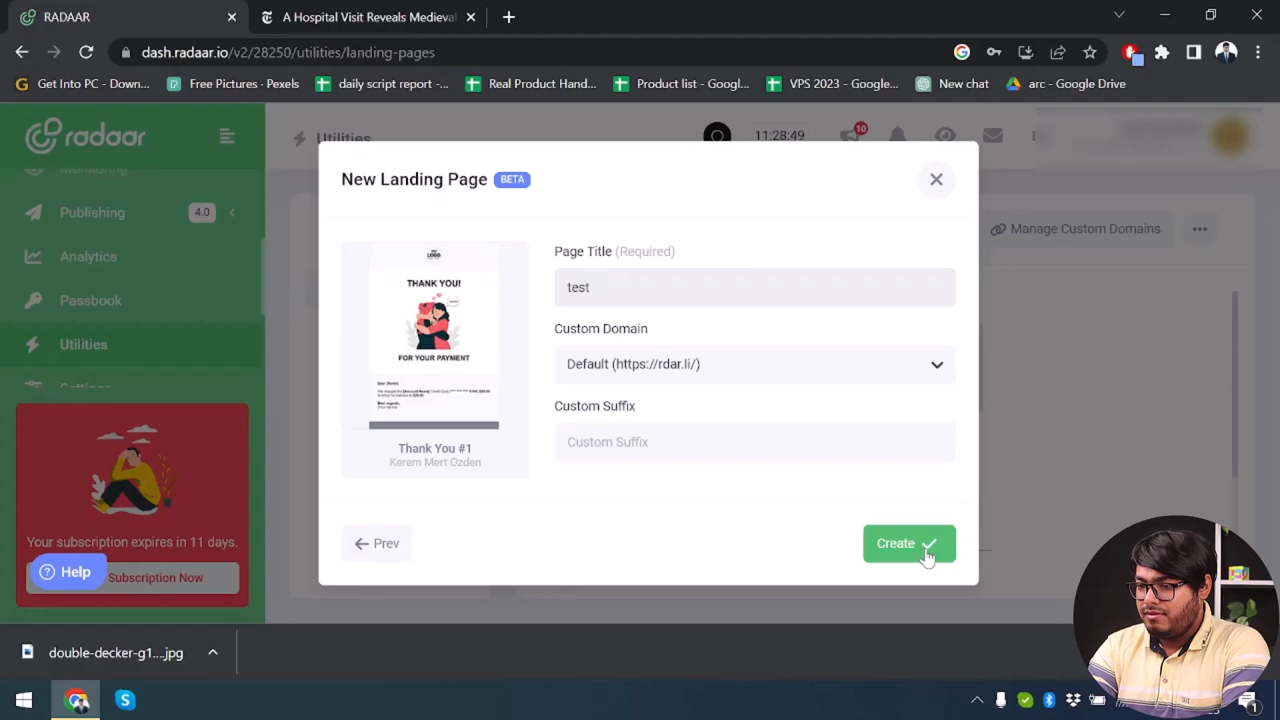 RADAAR
A Hospital Visit Reveals Medieval
dash.radaar.io/v2/28250/utilities/landing-pages
Get Into PC - Down...
Free Pictures - Pexels
daily script report -...
Real Product Hand...
Product list - Googl...
VPS 2023 - Google...
New chat
arc - Google Drive
radaar
Utilities
11:28:49
10
Monitoring
Publishing
4.0
Analytics
Passbook
Utilities
Settings
Your subscription expires in 11 days.
Subscription Now
Help
New Landing Page BETA
Manage Custom Domains
LOGO
THANK YOU!
FOR YOUR PAYMENT
Thank You #1
Kerem Mert Ozden
Page Title (Required)
test
Custom Domain
Default (https://rdar.li/)
Custom Suffix
Custom Suffix
Prev
Create
double-decker-g1....jpg
1